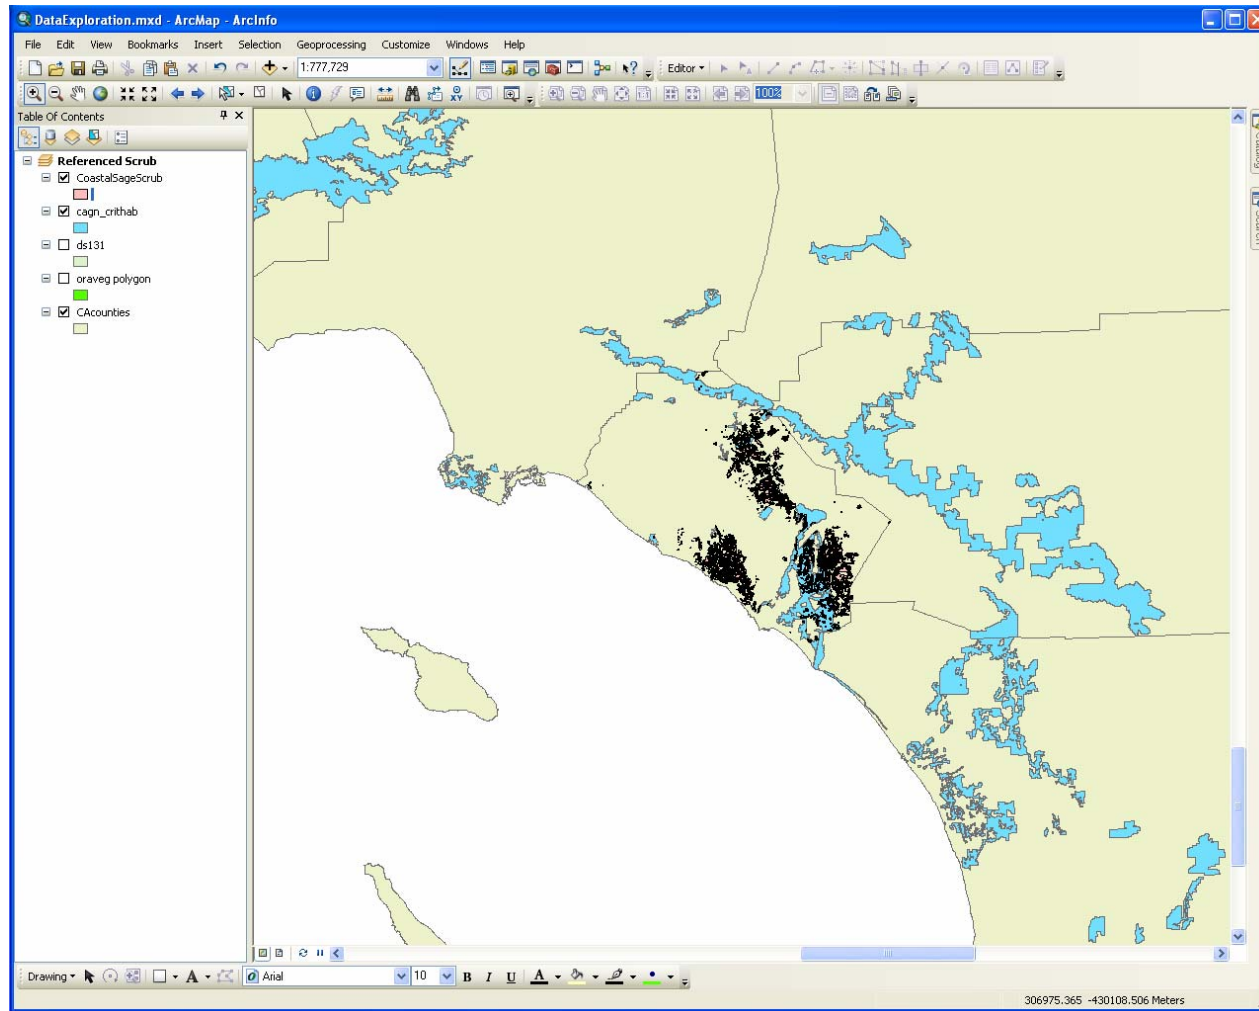 DataExploration.mxd - ArcMap - ArcInfo
File Edit View Bookmarks Insert Selection Geoprocessing Customize Windows Help
1:777,729
Editor
100%
Table Of Contents
Referenced Scrub
CoastalSageScrub
cagn_crithab
ds131
oraveg polygon
CAcounties
Catalog
Search
Drawing
A
Arial
10
B I U A
306975.365 -430108.506 Meters